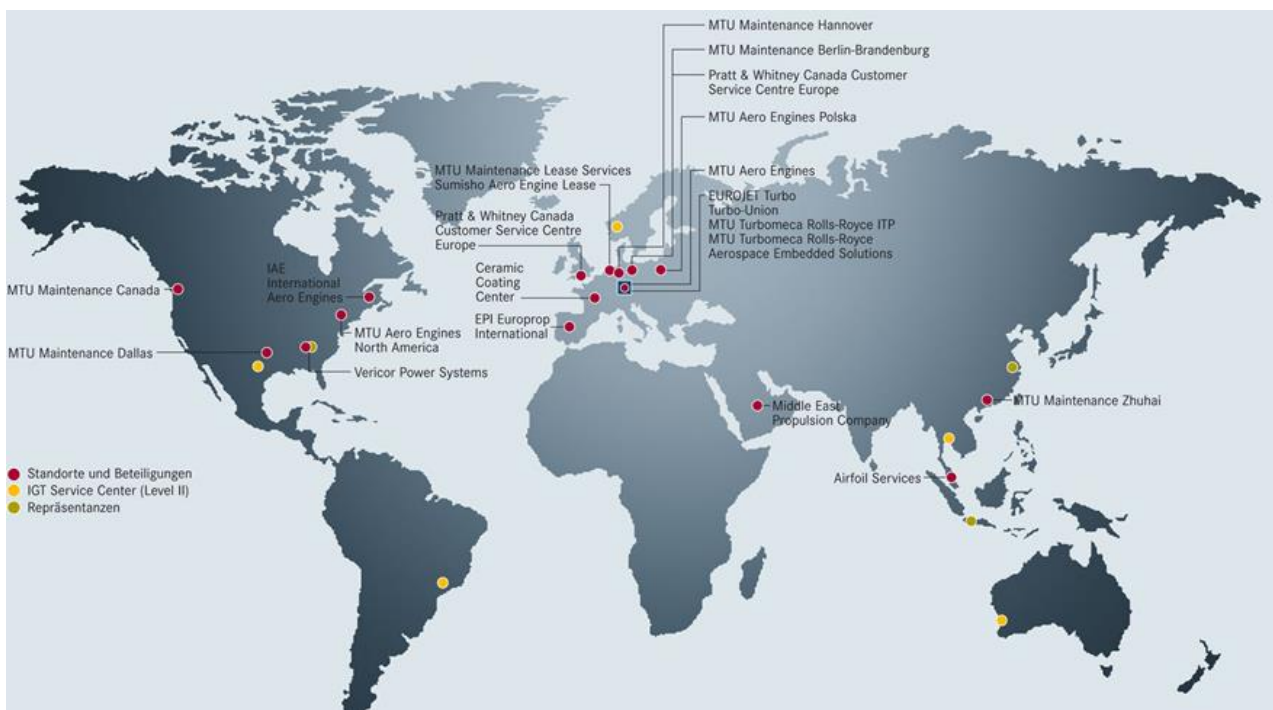 MTU Maintenance Hannover
MTU Maintenance Berlin-Brandenburg
Pratt & Whitney Canada Customer
Service Centre Europe
MTU Aero Engines Polska
MTU Maintenance Lease Services
Sumisho Aero Engine Lease
MTU Aero Engines
EUROJET Turbo
Turbo-Union
MTU Turbomeca Rolls-Royce ITP
MTU Turbomeca Rolls-Royce
Aerospace Embedded Solutions
Pratt & Whitney Canada
Customer Service Centre
Europe
Ceramic
Coating
Center
EPI Europrop
International
IAE
International
Aero Engines
MTU Maintenance Canada
MTU Aero Engines
North America
MTU Maintenance Dallas
Vericor Power Systems
Middle East
Propulsion Company
MTU Maintenance Zhuhai
Airfoil Services
Standorte und Beteiligungen
IGT Service Center (Level II)
Repräsentanzen